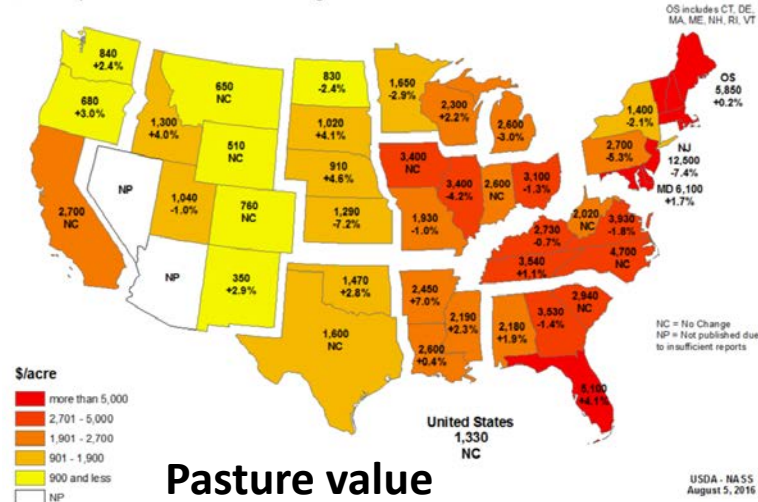 OS includes CT, DE,
MA, ME, NH, RI, VT
840
+2.4%
680
+3.0%
2,700
NC
NP
1,300
+4.0%
650
NC
510
NC
1,040
-1.0%
760
NC
NP
350
+2.9%
830
-2.4%
1,020
+4.1%
910
+4.6%
1,290
-7.2%
1,470
+2.8%
1,600
NC
1,650
-2.9%
3,400
NC
1,930
-1.0%
2,450
+7.0%
2,600
+0.4%
2,300
+2.2%
2,600
-3.0%
3,400
-4.2%
2,600
NC
3,100
-1.3%
2,730
-0.7%
3,540
+1.1%
2,190
+2.3%
2,180
+1.9%
3,530
-1.4%
2,940
NC
4,700
NC
3,930
-1.8%
2,020
NC
2,700
-5.3%
1,400
-2.1%
OS
5,850
+0.2%
NJ
12,500
-7.4%
MD 6,100
+1.7%
+4.1%
NC = No Change
NP = Not published due
to insufficient reports
$/acre
more than 5,000
2,701 - 5,000
1,901 - 2,700
901 - 1,900
900 and less
NP
United States
1,330
NC
Pasture value
USDA - NASS
August 5, 2016